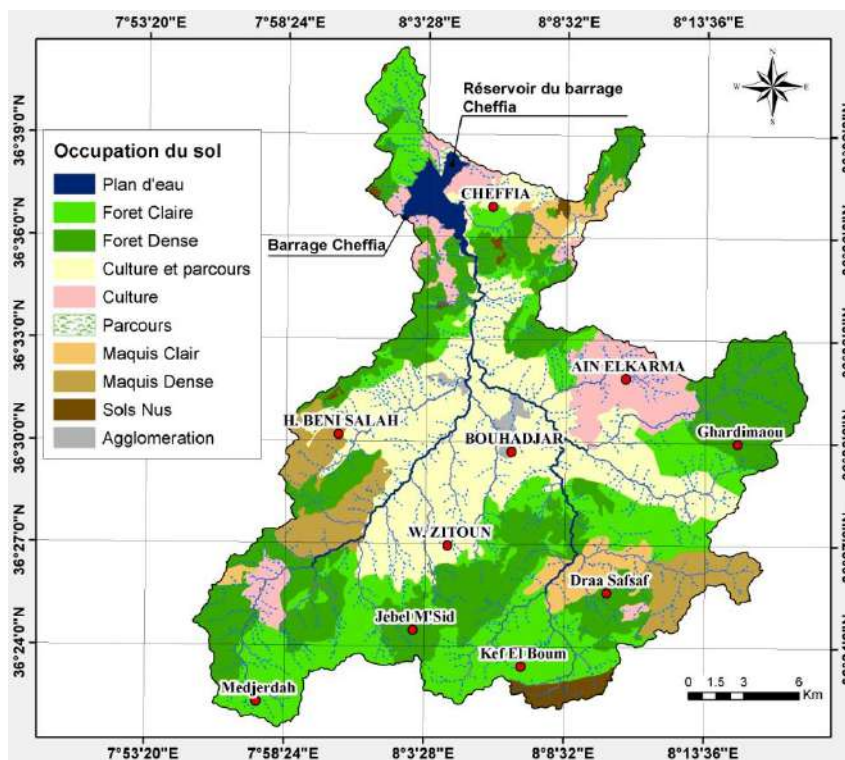 7°53'20"E 7°58'24"E 8°3'28"E 8°8'32"E 8°13'36"E
N
W E
S
Réservoir du barrage
Cheffia
36°39'0"N
Occupation du sol
Plan d'eau
Foret Claire
Foret Dense
Culture et parcours
Culture
Parcours
Maquis Clair
Maquis Dense
Sols Nus
Agglomeration
CHEFFIA
36°36'0"N
Barrage Cheffia
36°33'0"N
AIN ELKARMA
H. BENI SALAH
Ghardimaou
36°30'0"N
BOUHADJAR
36°27'0"N
W. ZITOUN
Draa Safsaf
Jebel M'Sid
36°24'0"N
Kef El Boum
Medjerdah
0 1.5 3 6
Km
7°53'20"E 7°58'24"E 8°3'28"E 8°8'32"E 8°13'36"E